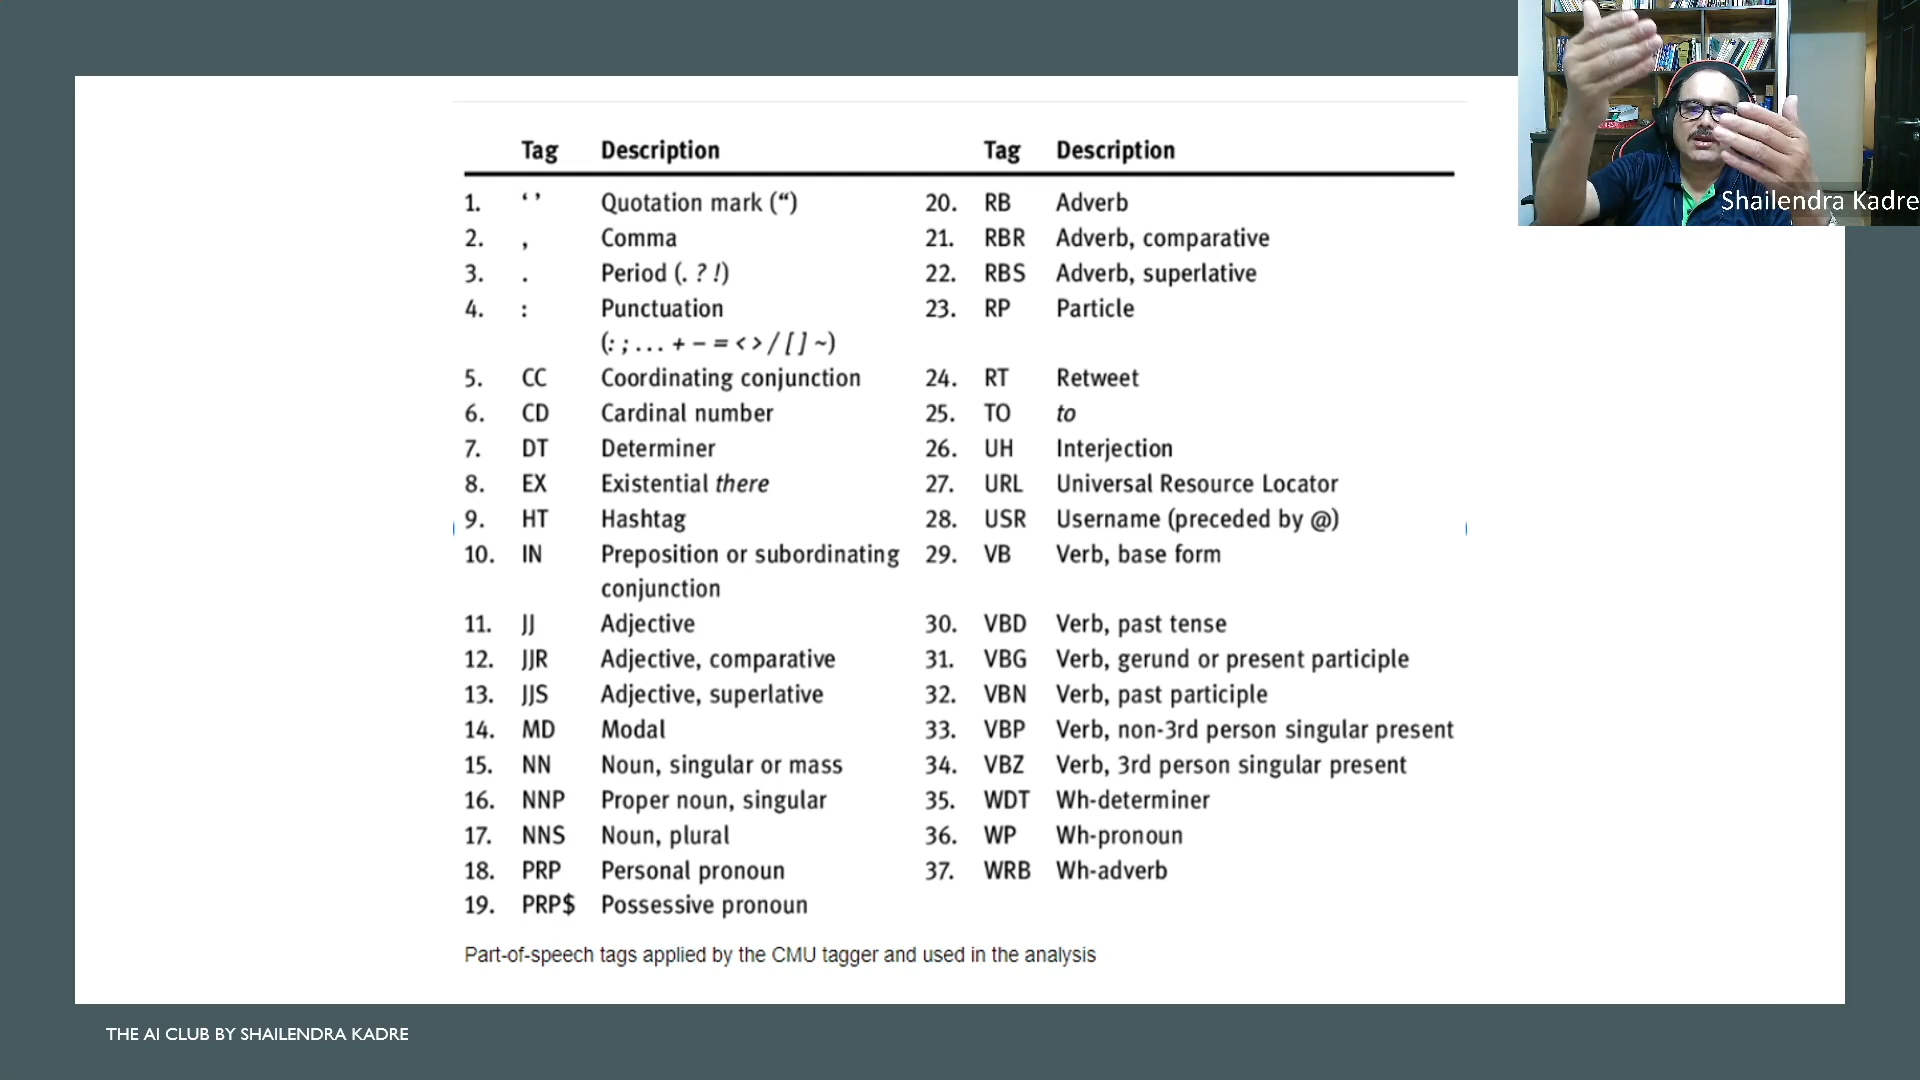 Tag Description Tag Description
1. ‘ ’ Quotation mark (“) 20. RB Adverb
2. , Comma 21. RBR Adverb, comparative
3. . Period (. ? !) 22. RBS Adverb, superlative
4. : Punctuation 23. RP Particle
(: ; ... + – = < > / [ ] ~)
5. CC Coordinating conjunction 24. RT Retweet
6. CD Cardinal number 25. TO to
7. DT Determiner 26. UH Interjection
8. EX Existential there 27. URL Universal Resource Locator
9. HT Hashtag 28. USR Username (preceded by @)
10. IN Preposition or subordinating 29. VB Verb, base form
conjunction
11. JJ Adjective 30. VBD Verb, past tense
12. JJR Adjective, comparative 31. VBG Verb, gerund or present participle
13. JJS Adjective, superlative 32. VBN Verb, past participle
14. MD Modal 33. VBP Verb, non-3rd person singular present
15. NN Noun, singular or mass 34. VBZ Verb, 3rd person singular present
16. NNP Proper noun, singular 35. WDT Wh-determiner
17. NNS Noun, plural 36. WP Wh-pronoun
18. PRP Personal pronoun 37. WRB Wh-adverb
19. PRP$ Possessive pronoun
Part-of-speech tags applied by the CMU tagger and used in the analysis
Shailendra Kadre
THE AI CLUB BY SHAILENDRA KADRE